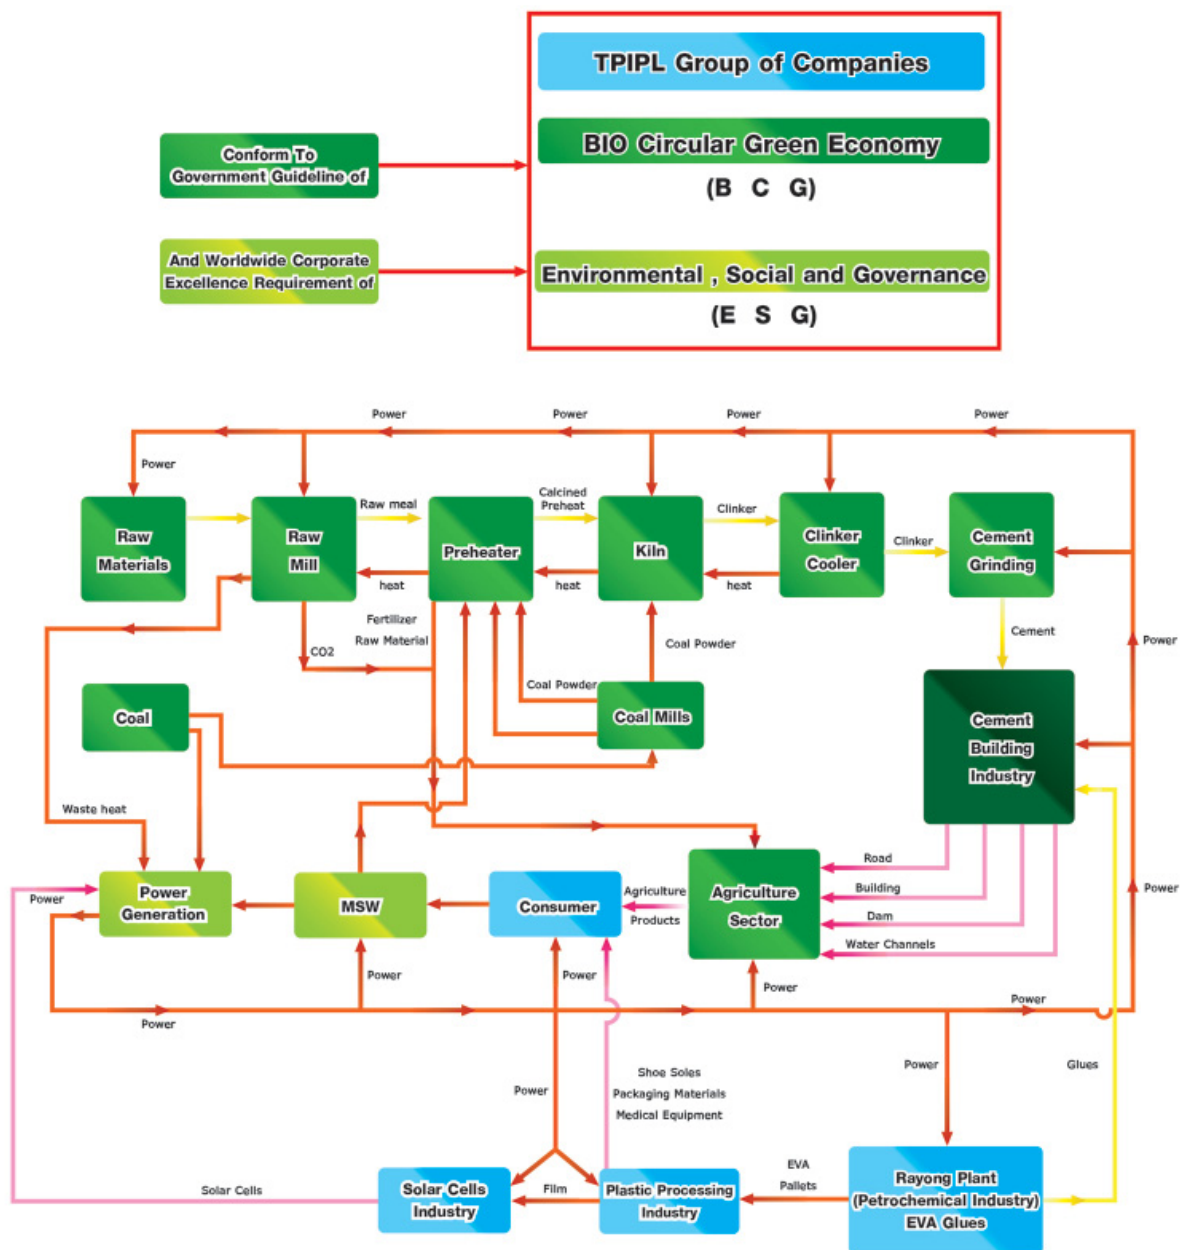 TPIPL Group of Companies
BIO Circular Green Economy
(B C G)
Conform To
Government Guideline of
And Worldwide Corporate
Excellence Requirement of
Environmental , Social and Governance
(E S G)
Power
Power
Power
Power
Power
Raw
Materials
Raw
Mill
Raw meal
Preheater
Calcined
Preheat
Kiln
Clinker
Clinker
Cooler
Clinker
Cement
Grinding
heat
heat
heat
Fertilizer
Raw Material
CO2
Coal Powder
Cement
Power
Coal
Coal Powder
Coal Mills
Cement
Building
Industry
Waste heat
Road
Building
Dam
Water Channels
Power
Power
Power
Generation
MSW
Consumer
Agriculture
Products
Agriculture
Sector
Power
Power
Power
Power
Power
Power
Glues
Shoe Soles
Packaging Materials
Medical Equipment
Power
Solar Cells
Solar Cells
Industry
Film
Plastic Processing
Industry
EVA
Pallets
Rayong Plant
(Petrochemical Industry)
EVA Glues